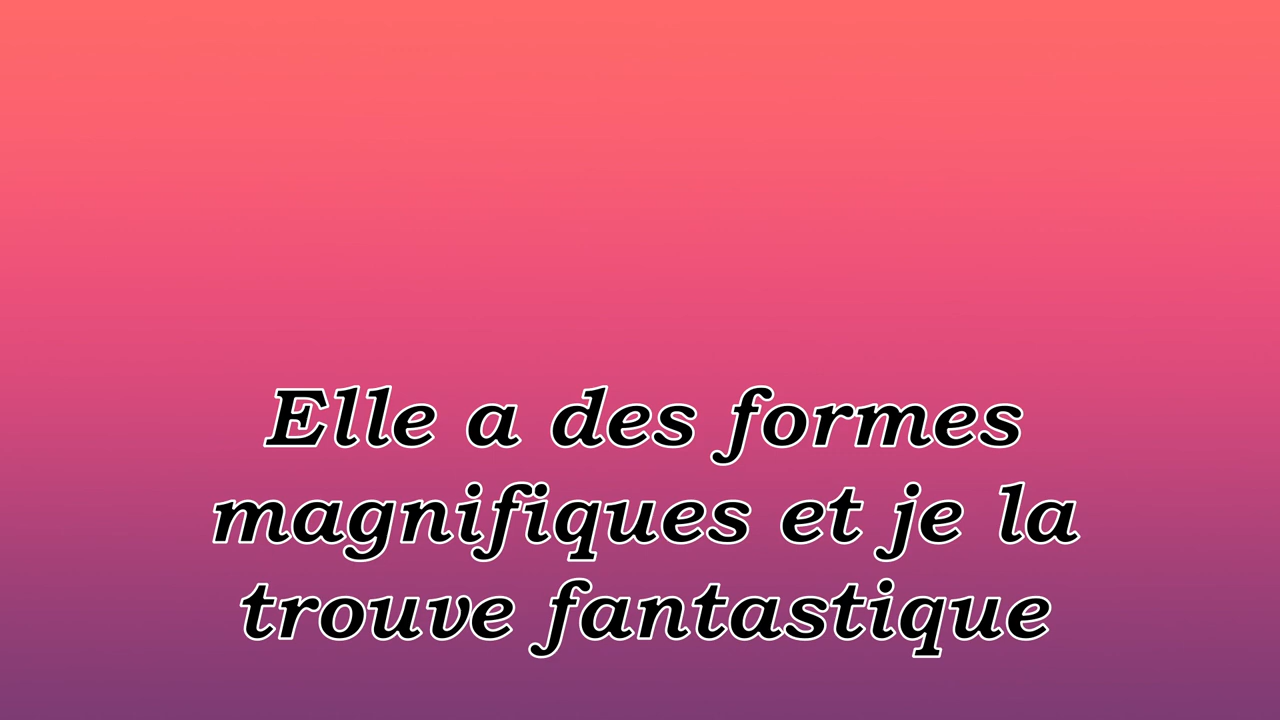 Elle a des formes
magnifiques et je la
trouve fantastique